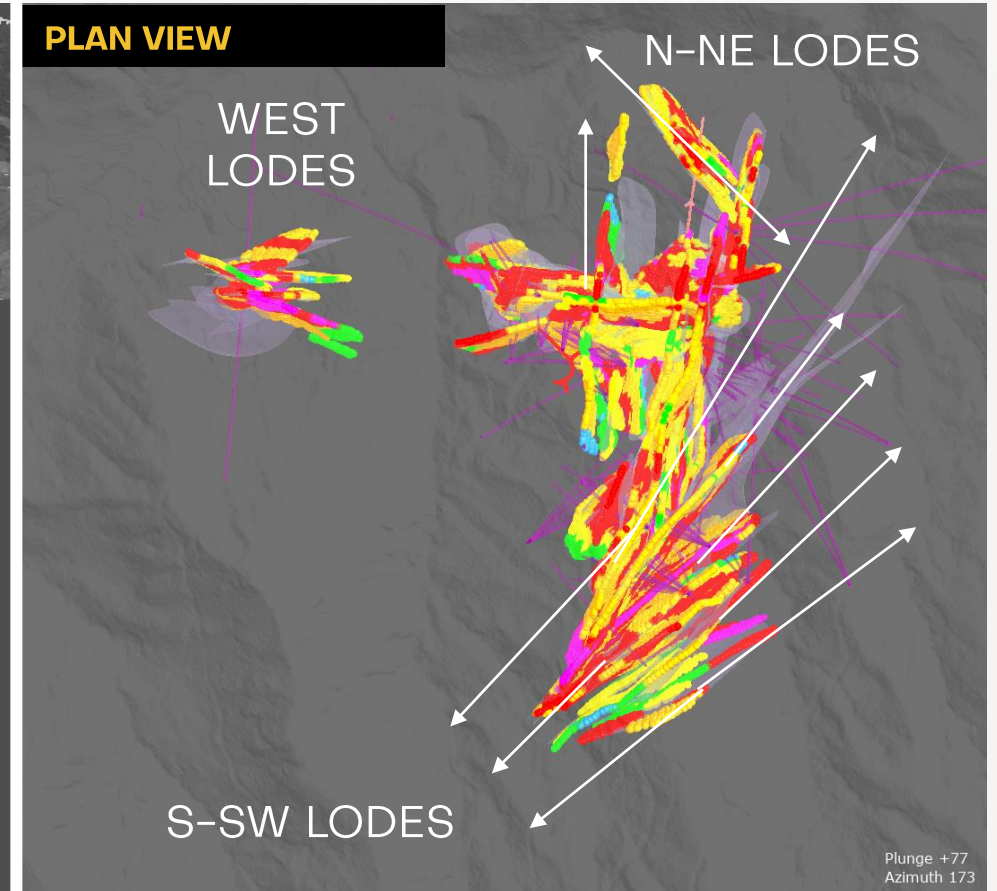 PLAN VIEW
N–NE LODES
WEST
LODES
S–SW LODES
Plunge +77
Azimuth 173